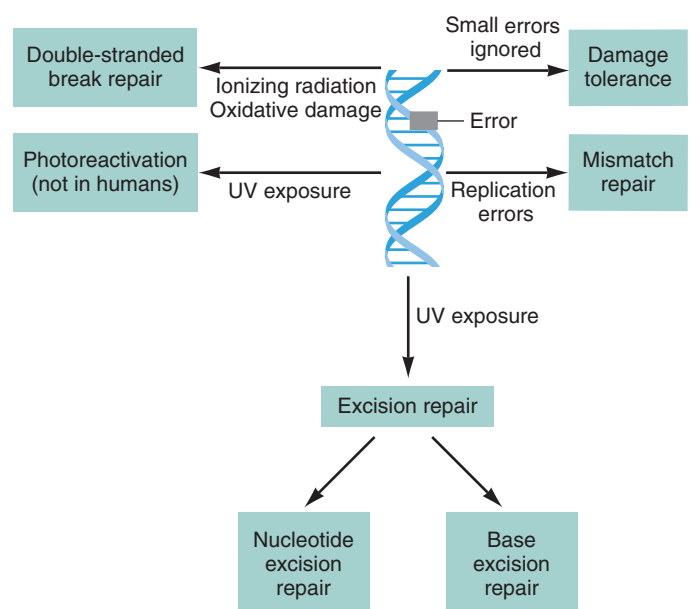 Double-stranded
break repair
Ionizing radiation
Oxidative damage
Small errors
ignored
Damage
tolerance
Error
Photoreactivation
(not in humans)
UV exposure
Replication
errors
Mismatch
repair
UV exposure
Excision repair
Nucleotide
excision
repair
Base
excision
repair